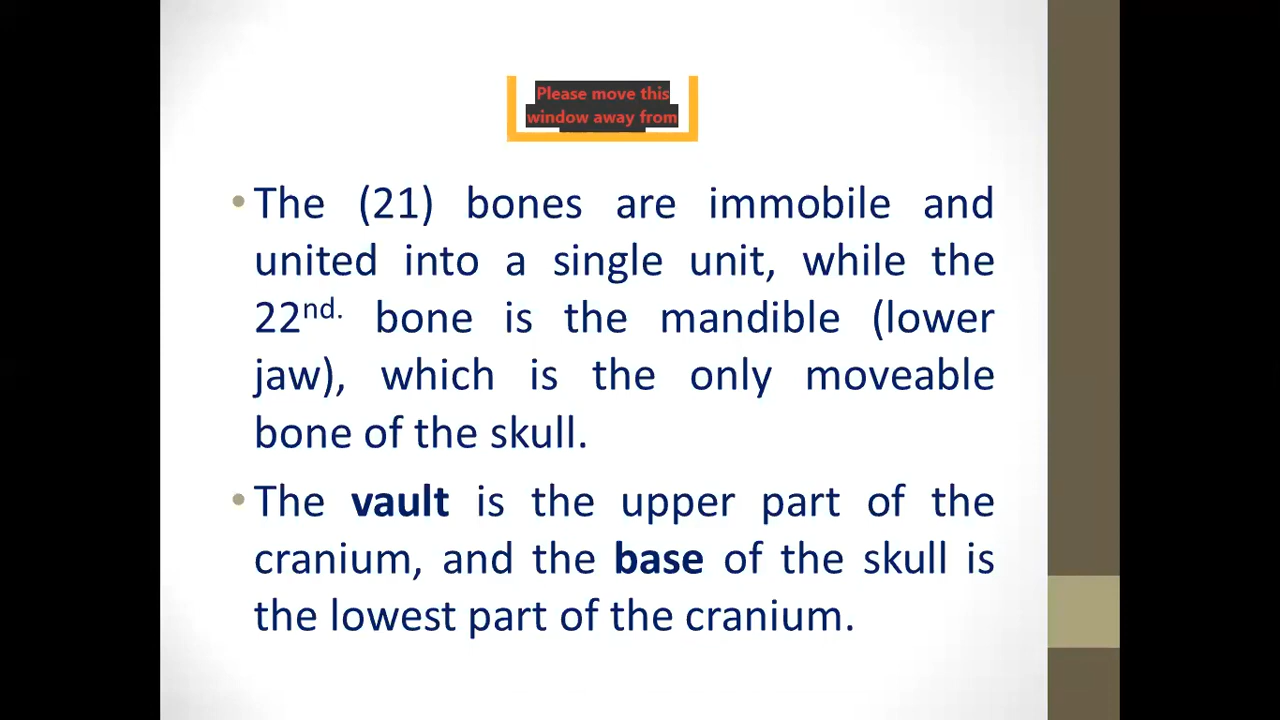 Please move this
window away from
• The (21) bones are immobile and
united into a single unit, while the
22nd. bone is the mandible (lower
jaw), which is the only moveable
bone of the skull.
• The vault is the upper part of the
cranium, and the base of the skull is
the lowest part of the cranium.